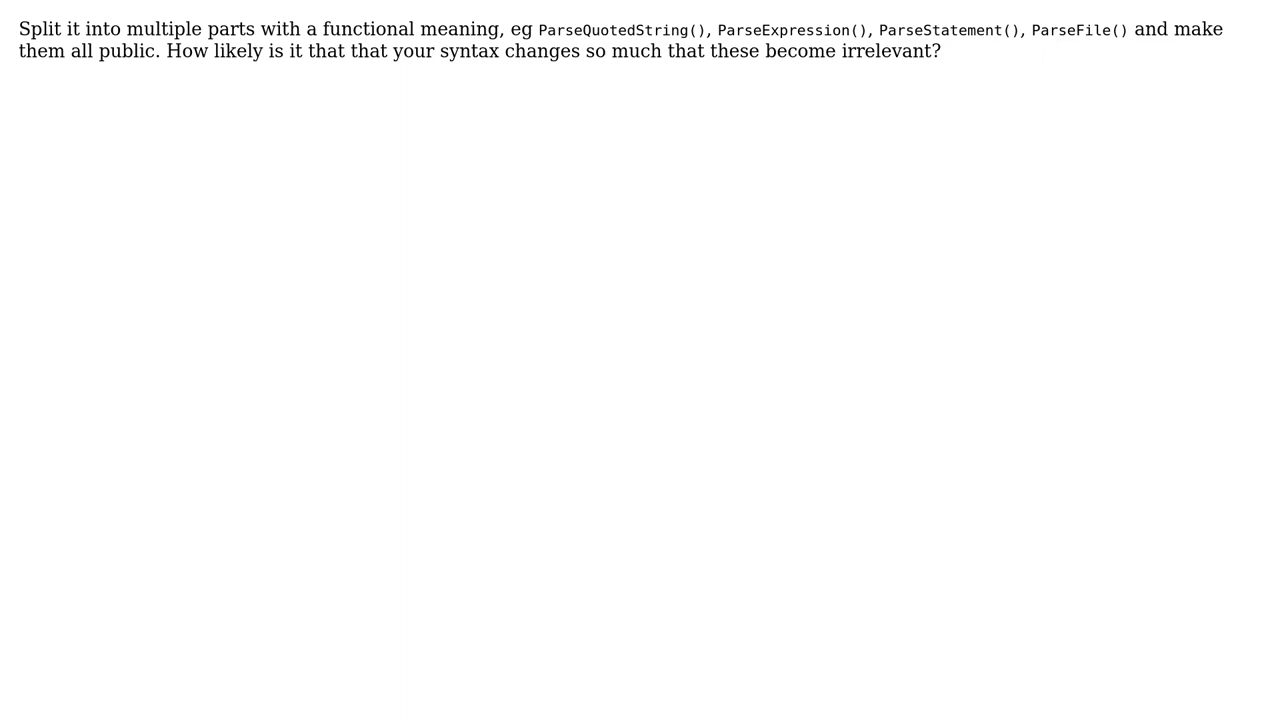 Split it into multiple parts with a functional meaning, eg ParseQuotedString(), ParseExpression(), ParseStatement(), ParseFile() and make
them all public. How likely is it that that your syntax changes so much that these become irrelevant?